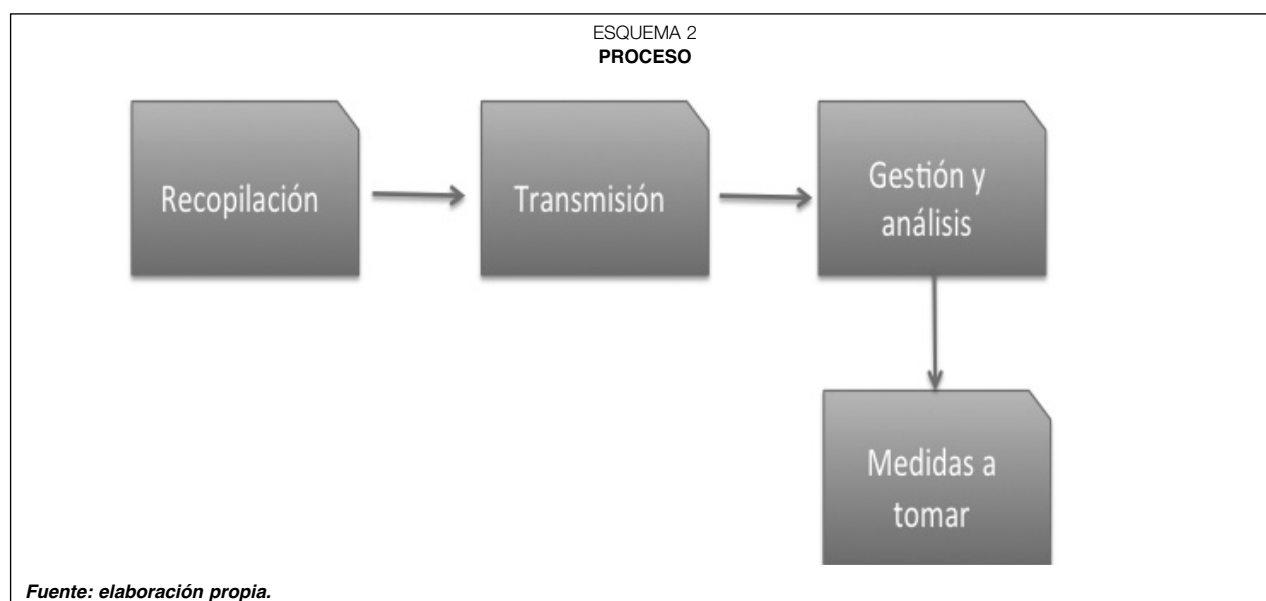 ESQUEMA 2
PROCESO
Recopilación
Transmisión
Gestión y
análisis
Medidas a
tomar
Fuente: elaboración propia.